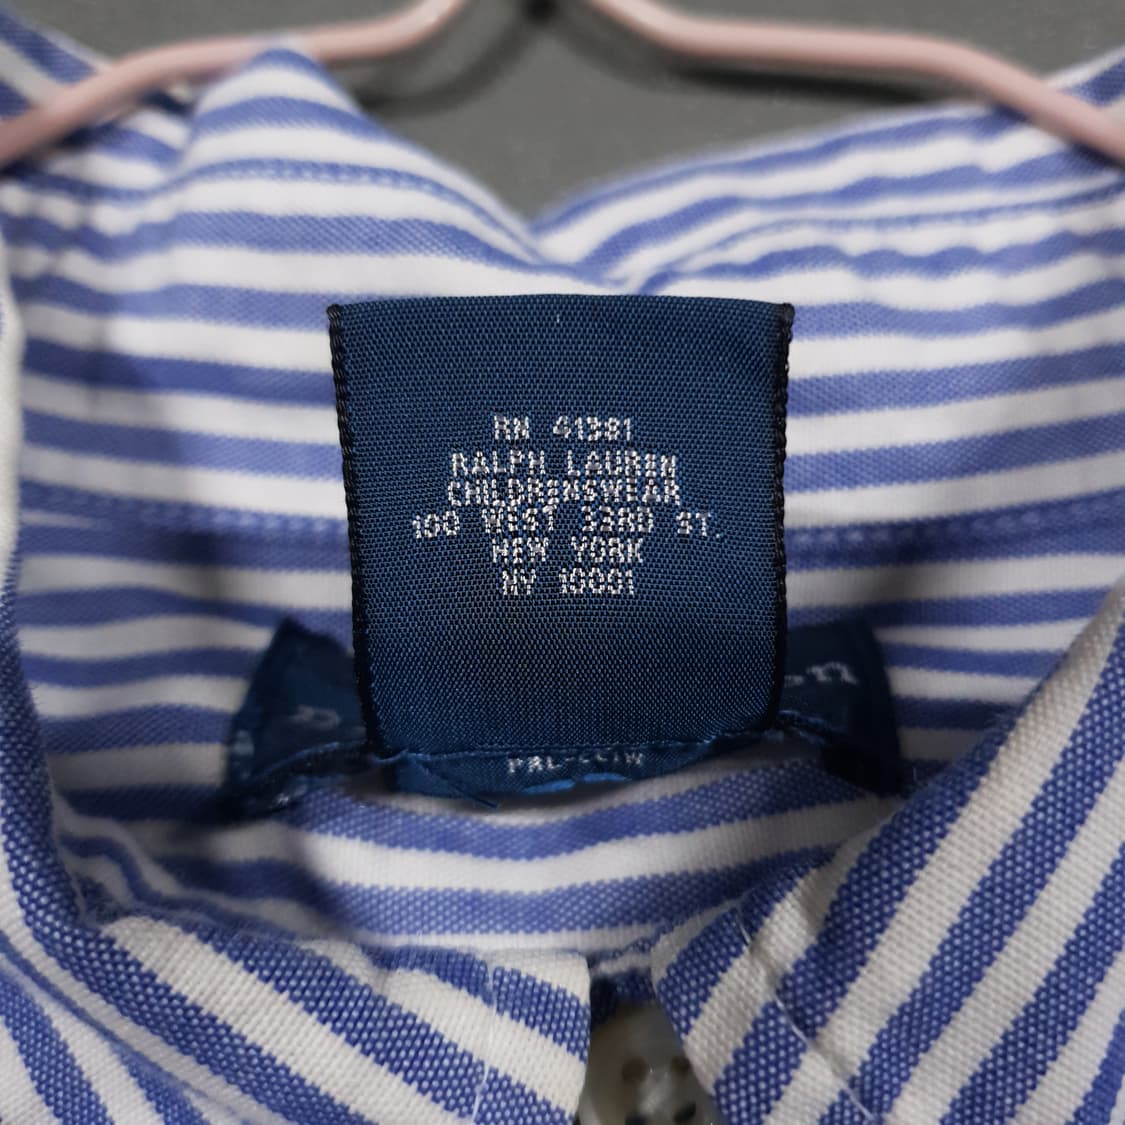 RN 41381
RALPH LAUREN
CHILDRENSWEAR
100 WEST 33RD ST.
NEW YORK
NY 10001